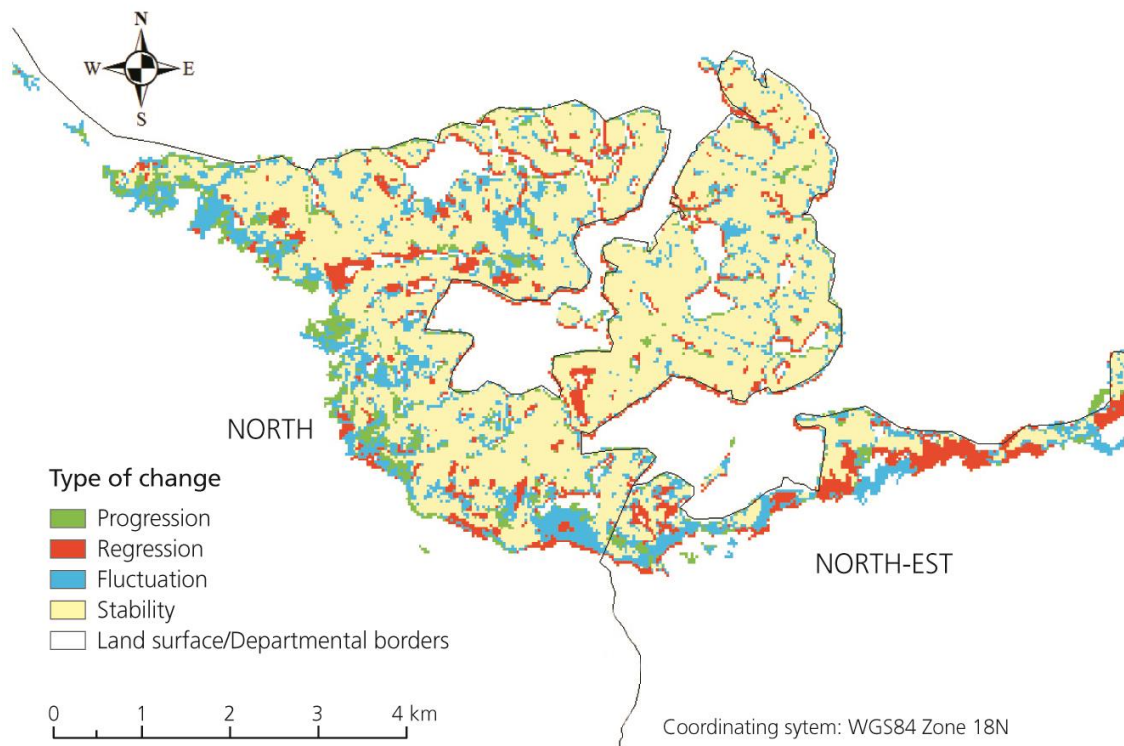 N
W E
S
NORTH
Type of change
Progression
Regression
Fluctuation
Stability
Land surface/Departmental borders
NORTH-EST
0 1 2 3 4 km
Coordinating sytem: WGS84 Zone 18N